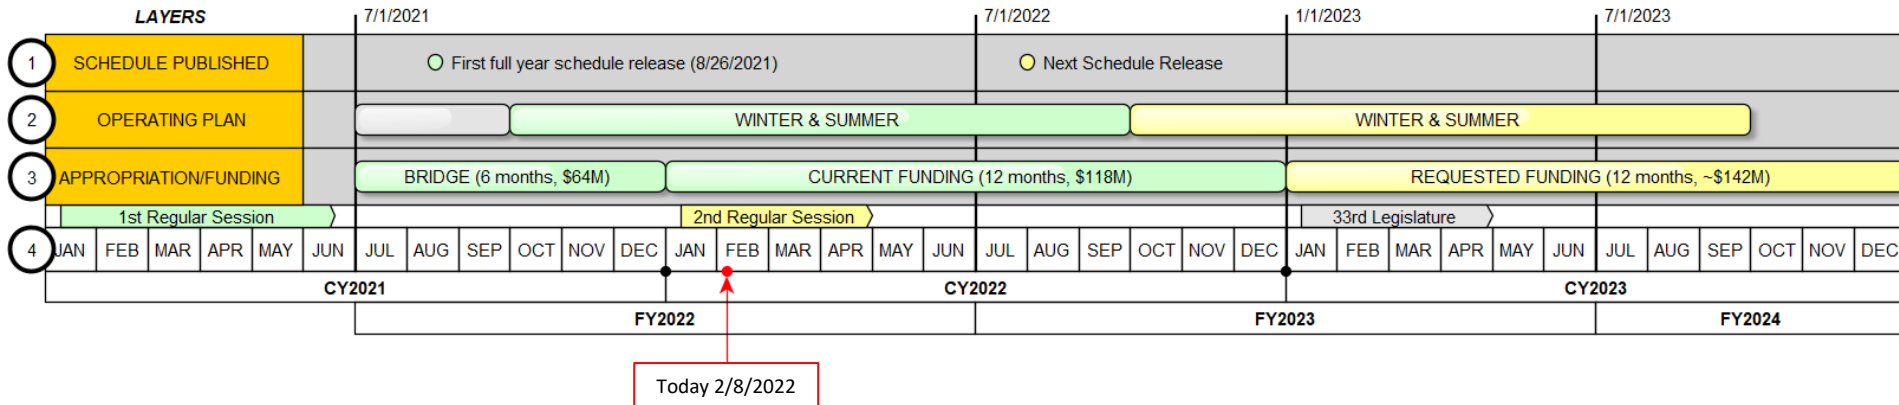 LAYERS
7/1/2021
7/1/2022
1/1/2023
7/1/2023
1
SCHEDULE PUBLISHED
First full year schedule release (8/26/2021)
Next Schedule Release
2
OPERATING PLAN
WINTER & SUMMER
WINTER & SUMMER
3
APPROPRIATION/FUNDING
BRIDGE (6 months, $64M)
CURRENT FUNDING (12 months, $118M)
REQUESTED FUNDING (12 months, ~$142M)
1st Regular Session
2nd Regular Session
33rd Legislature
4
JAN FEB MAR APR MAY JUN JUL AUG SEP OCT NOV DEC JAN FEB MAR APR MAY JUN JUL AUG SEP OCT NOV DEC JAN FEB MAR APR MAY JUN JUL AUG SEP OCT NOV DEC
CY2021
CY2022
CY2023
FY2022
FY2023
FY2024
Today 2/8/2022